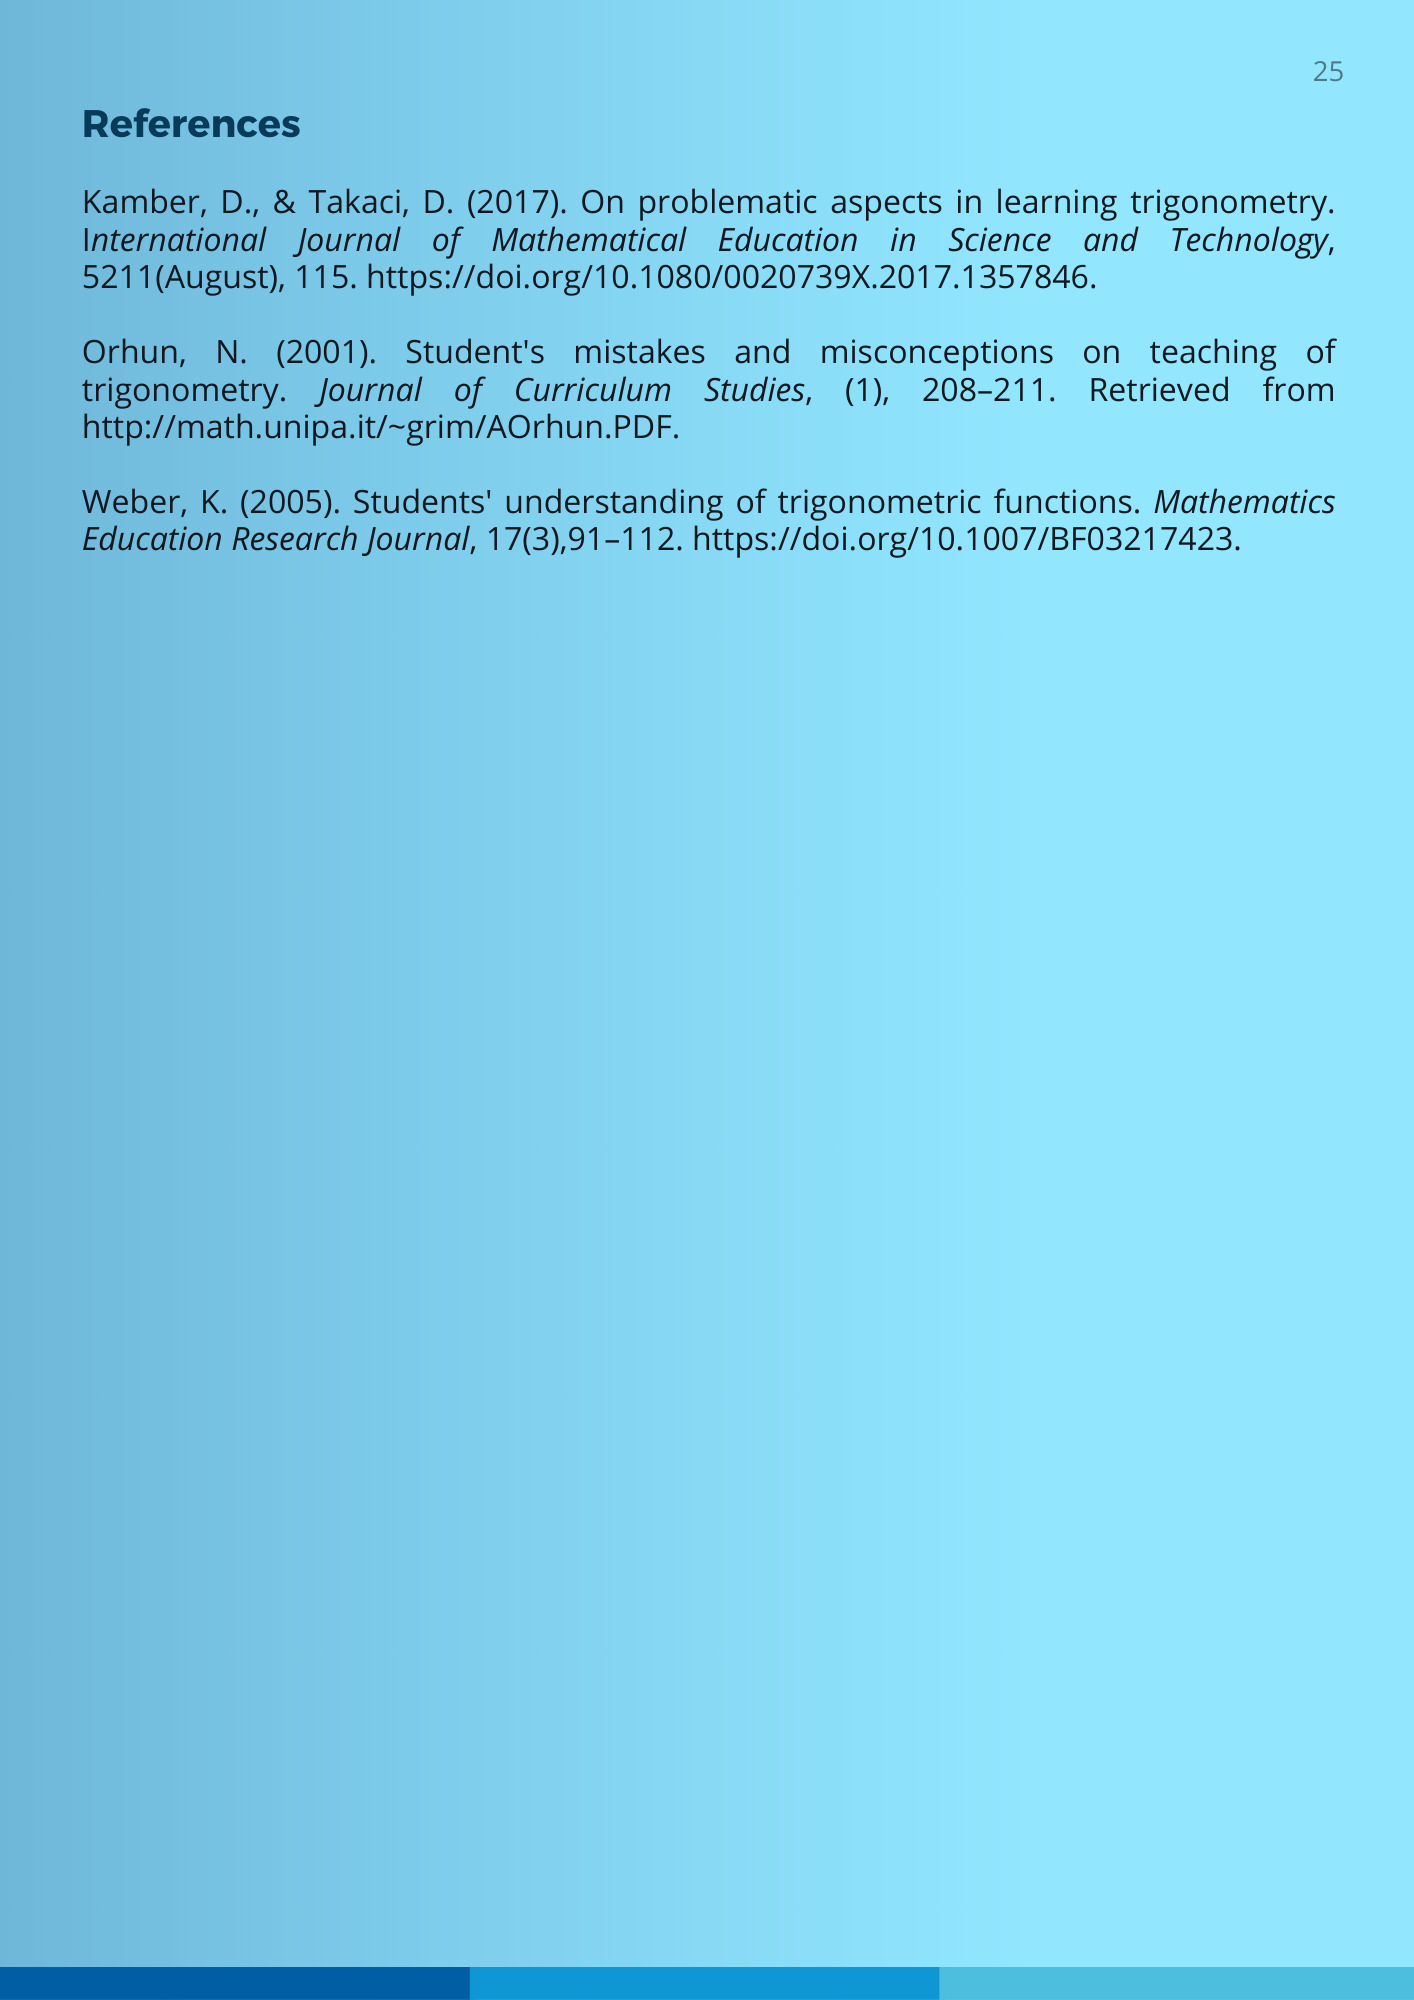 25
References
Kamber, D., & Takaci, D. (2017). On problematic aspects in learning trigonometry.
International Journal of Mathematical Education in Science and Technology,
5211(August), 115. https://doi.org/10.1080/0020739X.2017.1357846.
Orhun, N. (2001). Student's mistakes and misconceptions on teaching of
trigonometry. Journal of Curriculum Studies, (1), 208–211. Retrieved from
http://math.unipa.it/~grim/AOrhun.PDF.
Weber, K. (2005). Students' understanding of trigonometric functions. Mathematics
Education Research Journal, 17(3),91–112. https://doi.org/10.1007/BF03217423.